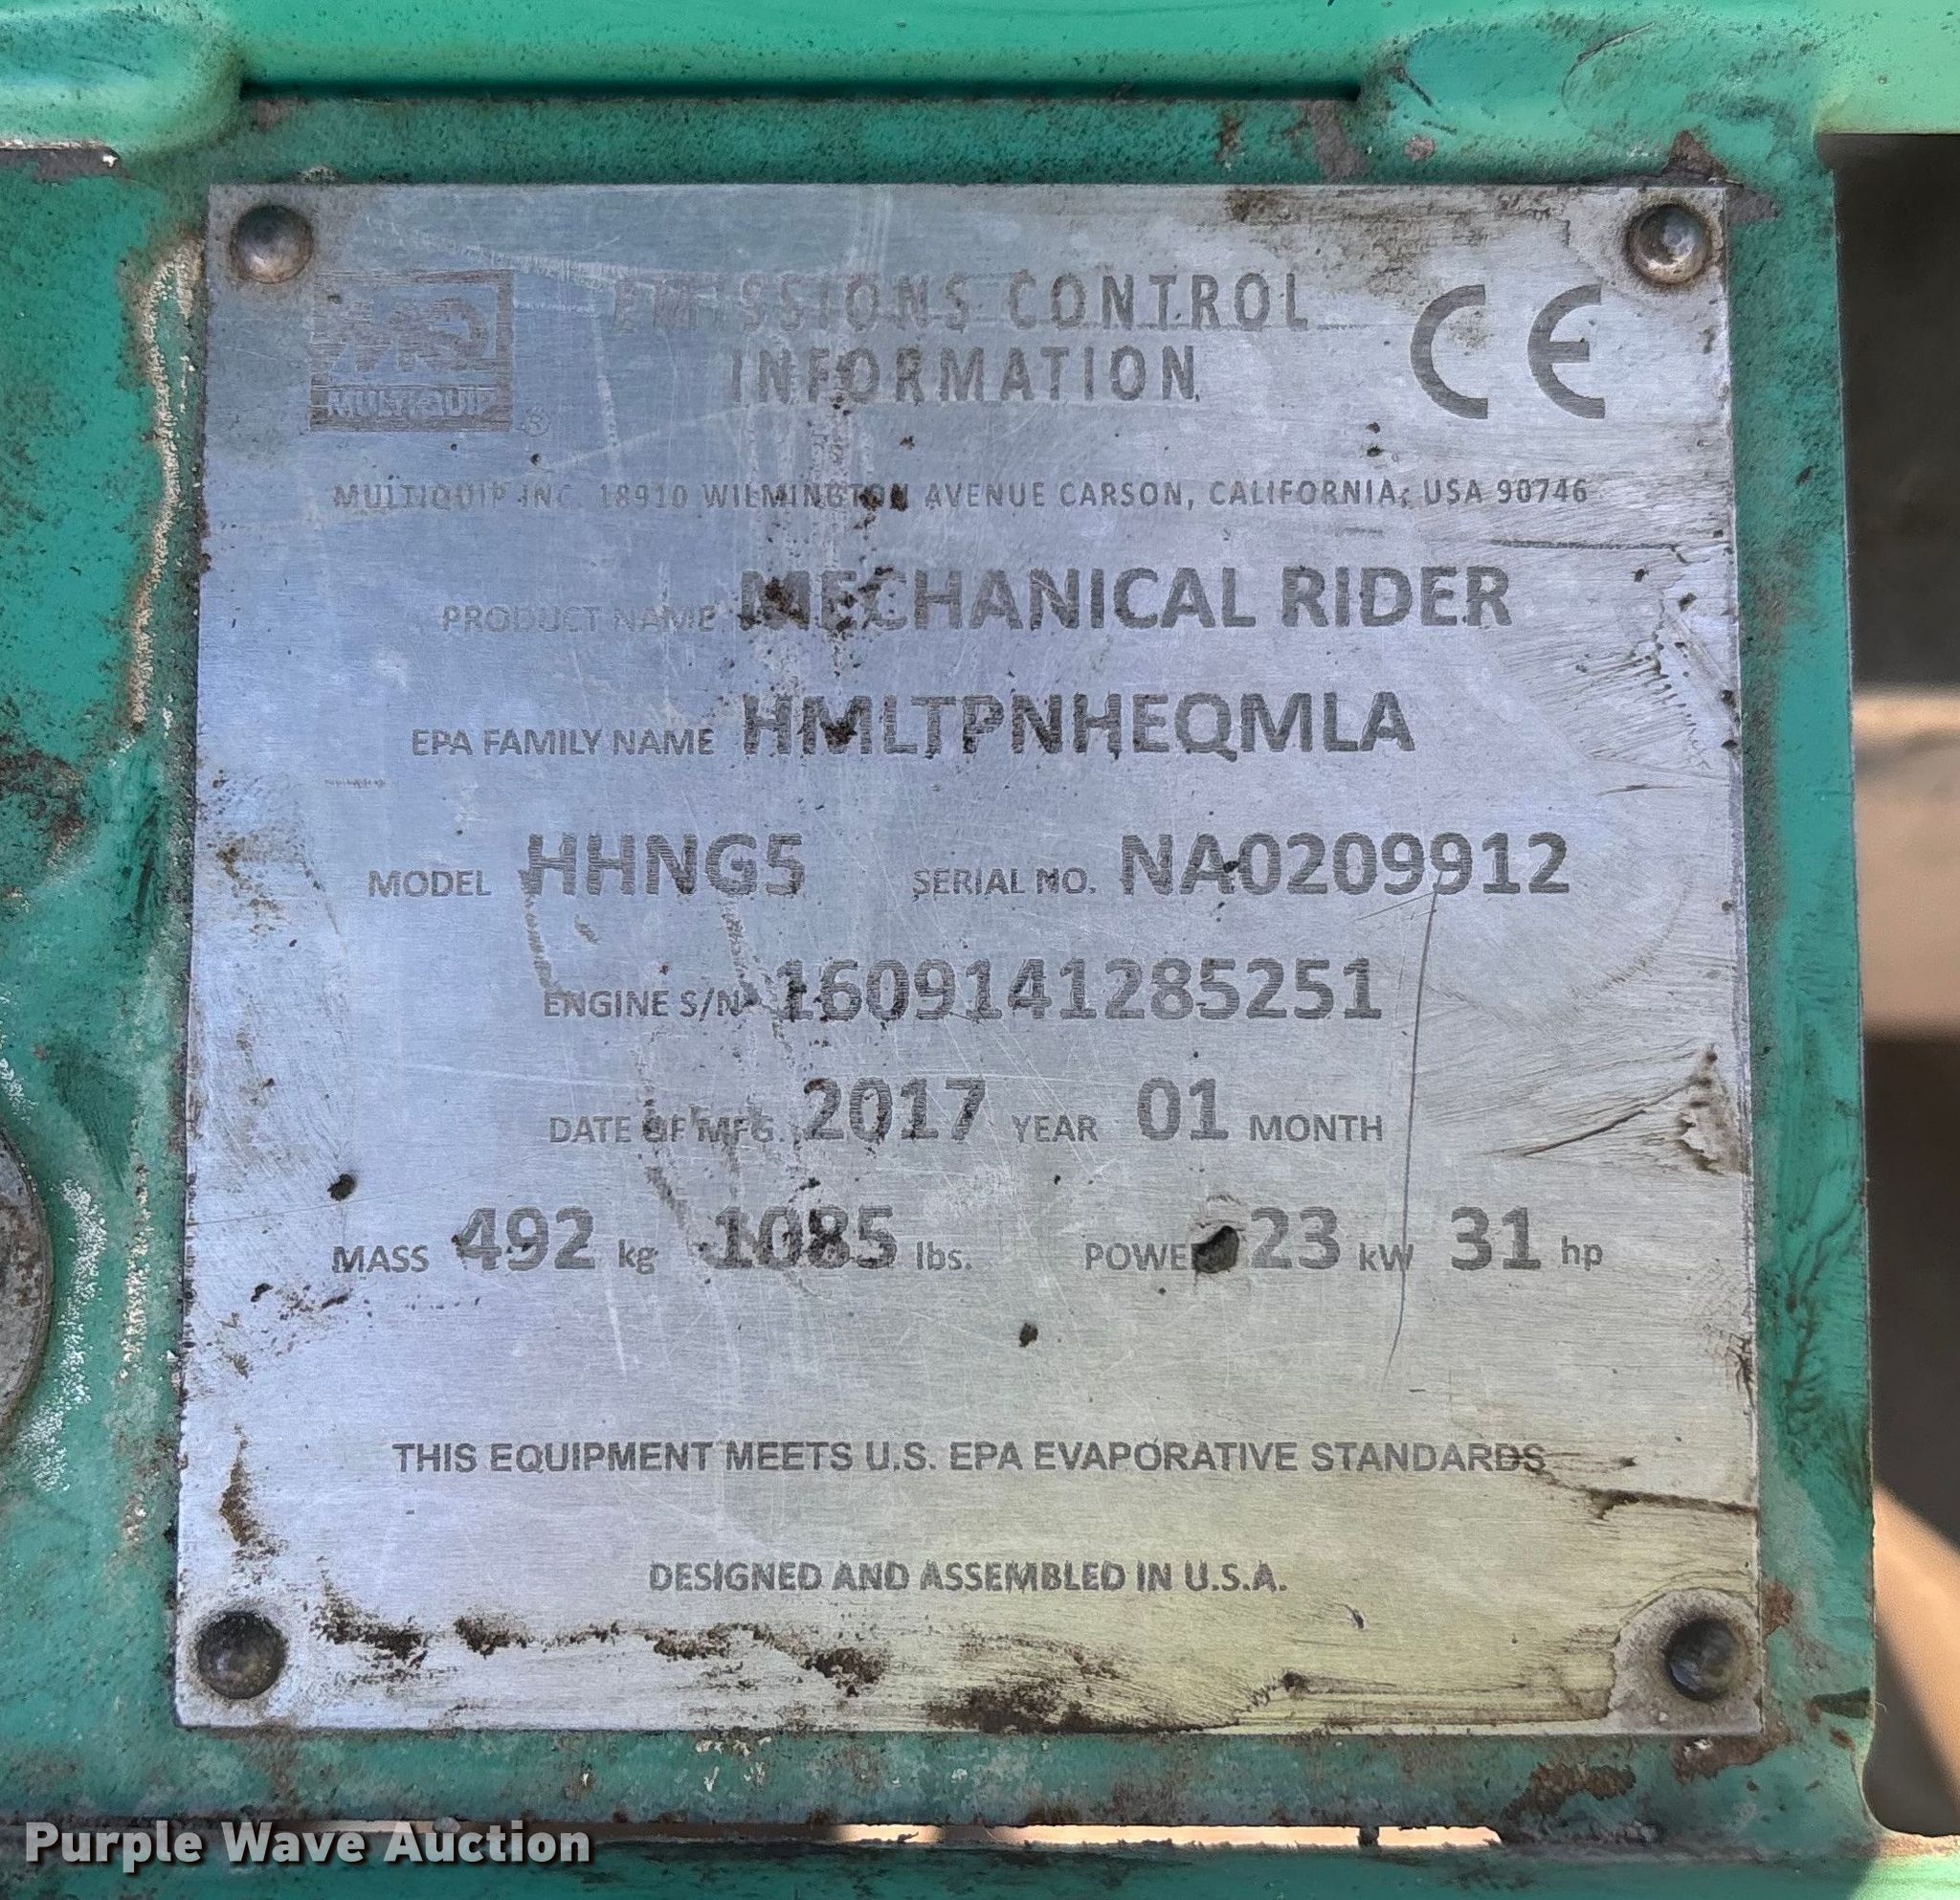 MQ
MULTIQUIP ®
EMISSIONS CONTROL
INFORMATION
CE
MULTIQUIP INC. 18910 WILMINGTON AVENUE CARSON, CALIFORNIA, USA 90746
PRODUCT NAME MECHANICAL RIDER
EPA FAMILY NAME HMLTPNHEQMLA
MODEL HHNG5 SERIAL NO. NA0209912
ENGINE S/N 1609141285251
DATE OF MFG. 2017 YEAR 01 MONTH
MASS 492 kg 1085 lbs. POWER 23 kW 31 hp
THIS EQUIPMENT MEETS U.S. EPA EVAPORATIVE STANDARDS
DESIGNED AND ASSEMBLED IN U.S.A.
Purple Wave Auction